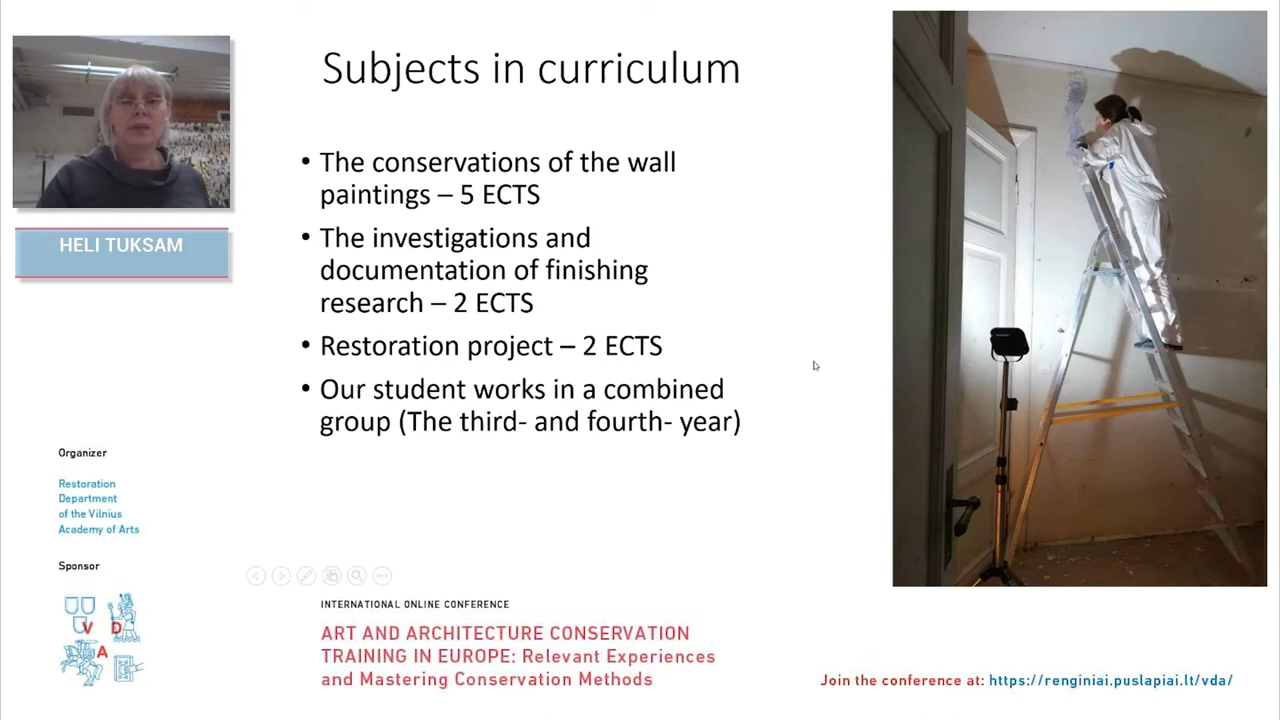 Subjects in curriculum
HELI TUKSAM
• The conservations of the wall
paintings – 5 ECTS
• The investigations and
documentation of finishing
research – 2 ECTS
• Restoration project – 2 ECTS
• Our student works in a combined
group (The third- and fourth- year)
Organizer
Restoration
Department
of the Vilnius
Academy of Arts
Sponsor
V D
A
INTERNATIONAL ONLINE CONFERENCE
ART AND ARCHITECTURE CONSERVATION
TRAINING IN EUROPE: Relevant Experiences
and Mastering Conservation Methods
Join the conference at: https://renginiai.puslapiai.lt/vda/